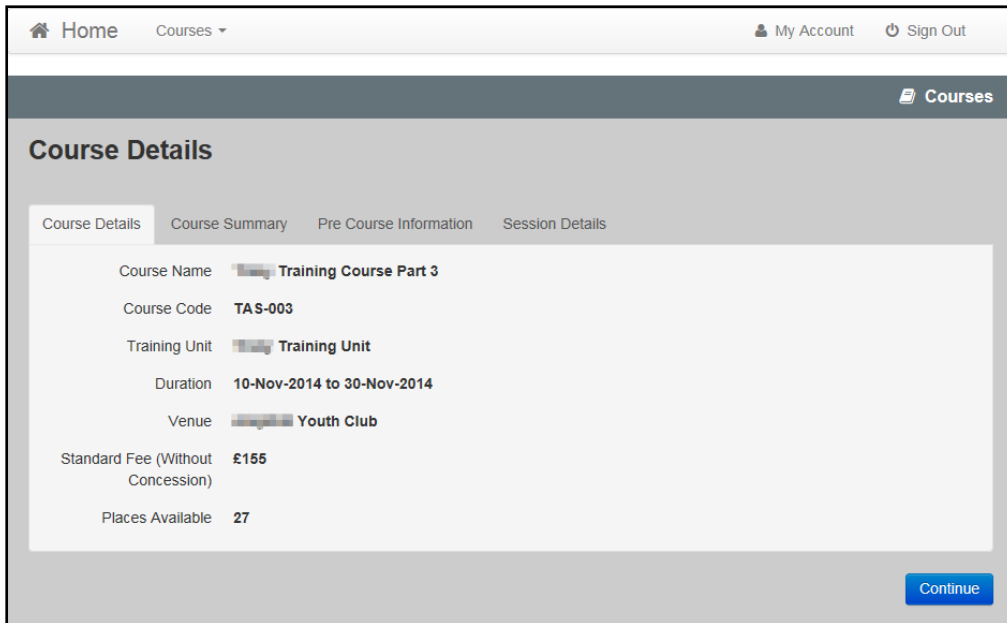 Home Courses My Account Sign Out
Courses
Course Details
Course Details Course Summary Pre Course Information Session Details
Course Name Training Course Part 3
Course Code TAS-003
Training Unit Training Unit
Duration 10-Nov-2014 to 30-Nov-2014
Venue Youth Club
Standard Fee (Without £155
Concession)
Places Available 27
Continue